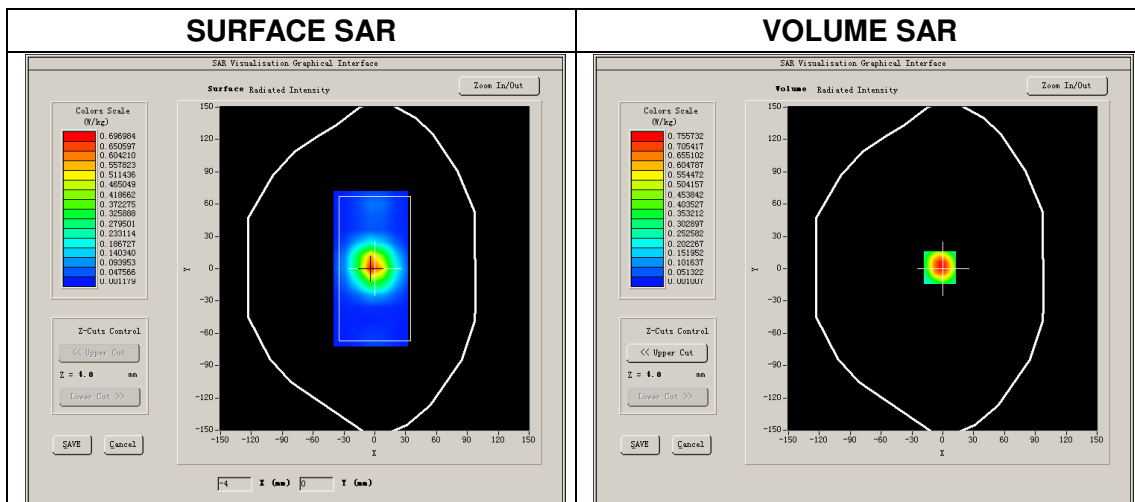 SURFACE SAR
SAR Visualisation Graphical Interface
Surface Radiated Intensity
Zoom In/Out
Colors Scale
(W/kg)
0.696984
0.650597
0.604210
0.557823
0.511436
0.465049
0.418662
0.372275
0.325888
0.279501
0.233114
0.186727
0.140340
0.093953
0.047566
0.001179
150
120
90
60
30
0
-30
-60
-90
-120
-150
Y
-150 -120 -90 -60 -30 0 30 60 90 120 150
X
Z-Cuts Control
<< Upper Cut
Z = 4.0 mm
Lower Cut >>
SAVE Cancel
-4 X (mm) 0 Y (mm)
VOLUME SAR
SAR Visualisation Graphical Interface
Volume Radiated Intensity
Zoom In/Out
Colors Scale
(W/kg)
0.755732
0.705417
0.655102
0.604787
0.554472
0.504157
0.453842
0.403527
0.353212
0.302897
0.252582
0.202267
0.151952
0.101637
0.051322
0.001007
150
120
90
60
30
0
-30
-60
-90
-120
-150
Y
-150 -120 -90 -60 -30 0 30 60 90 120 150
X
Z-Cuts Control
<< Upper Cut
Z = 4.0 mm
Lower Cut >>
SAVE Cancel